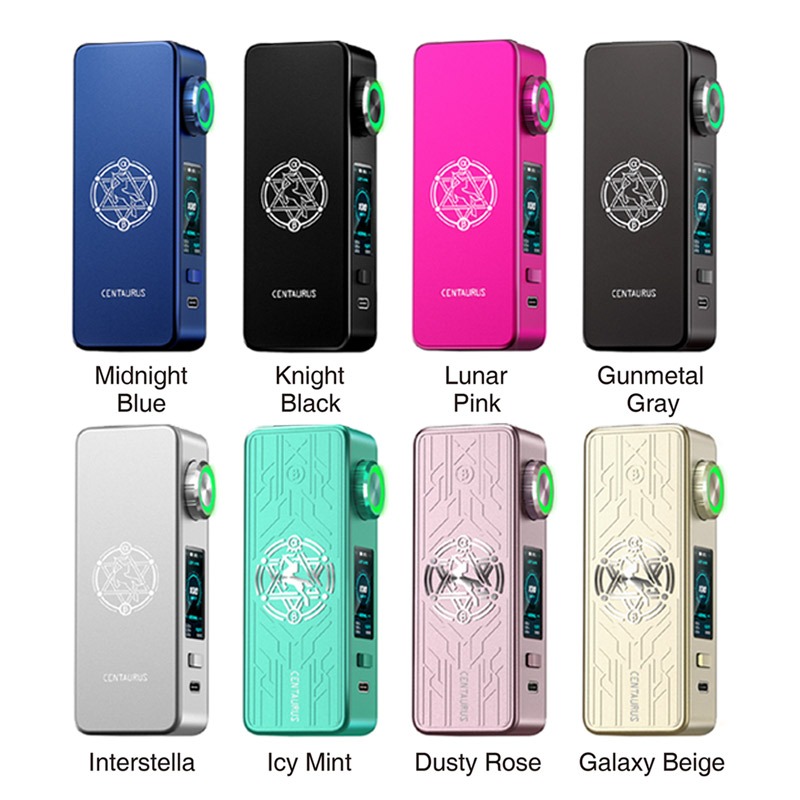 CENTAURUS
CENTAURUS
CENTAURUS
CENTAURUS
Midnight
Blue
Knight
Black
Lunar
Pink
Gunmetal
Gray
CENTAURUS
CENTAURUS
CENTAURUS
CENTAURUS
Interstella
Icy Mint
Dusty Rose
Galaxy Beige